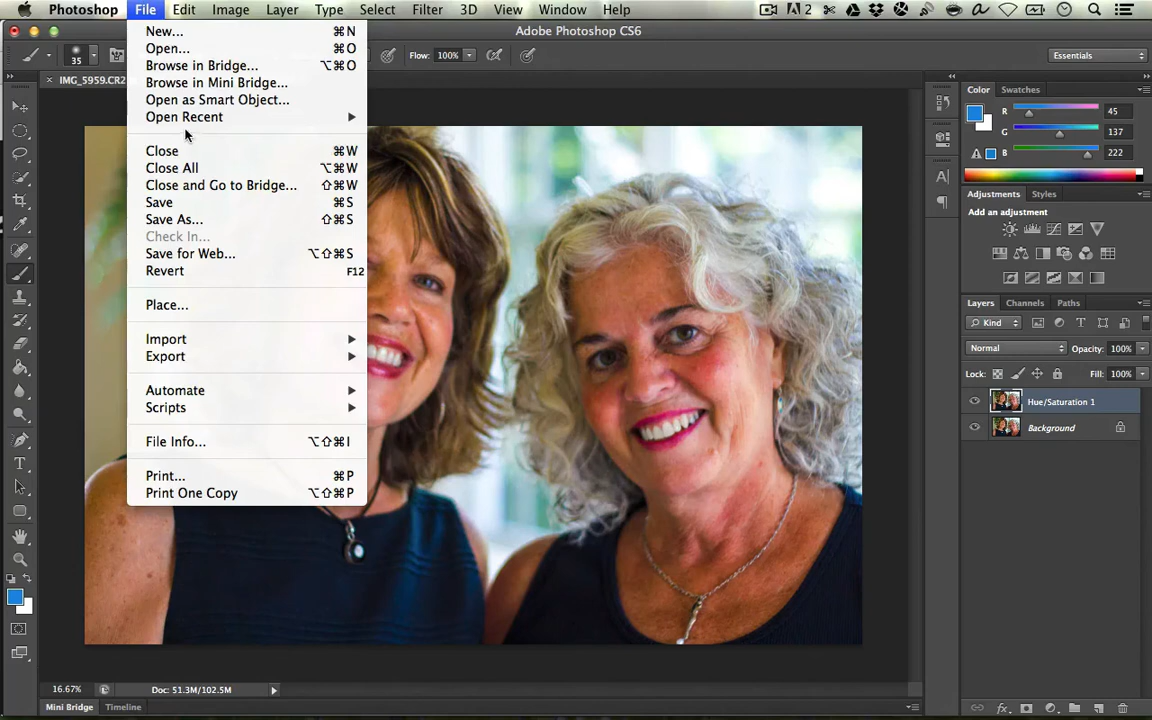 Photoshop File Edit Image Layer Type Select Filter 3D View Window Help
Adobe Photoshop CS6
35 Flow: 100% Essentials
IMG_5959.CR2
New... ⌘N
Open... ⌘O
Browse in Bridge... ⌥⌘O
Browse in Mini Bridge...
Open as Smart Object...
Open Recent
Close ⌘W
Close All ⌥⌘W
Close and Go to Bridge... ⇧⌘W
Save ⌘S
Save As... ⇧⌘S
Check In...
Save for Web... ⌥⇧⌘S
Revert F12
Place...
Import
Export
Automate
Scripts
File Info... ⌥⇧⌘I
Print... ⌘P
Print One Copy ⌥⇧⌘P
Color Swatches
R 45
G 137
B 222
Adjustments Styles
Add an adjustment
Layers Channels Paths
Kind
Normal Opacity: 100%
Lock: Fill: 100%
Hue/Saturation 1
Background
16.67% Doc: 51.3M/102.5M
Mini Bridge Timeline